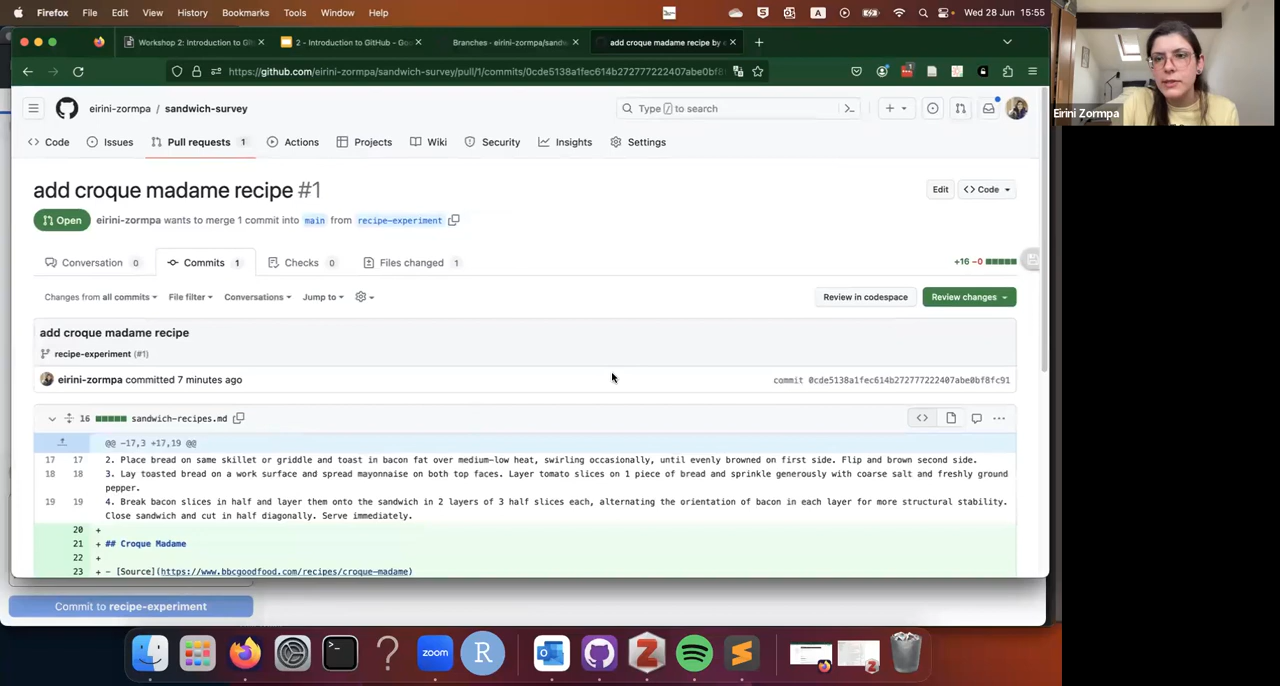 Firefox File Edit View History Bookmarks Tools Window Help A Wed 28 Jun 15:55
Workshop 2: Introduction to Gi
2 - Introduction to GitHub - Go
Branches - eirini-zormpa/sand
add croque madame recipe by
https://github.com/eirini-zormpa/sandwich-survey/pull/1/commits/0cde5138a1fec614b272777222407abe0bf8
Eirini Zormpa
eirini-zormpa / sandwich-survey
Type / to search
Code Issues Pull requests 1 Actions Projects Wiki Security Insights Settings
add croque madame recipe #1
Edit <> Code
Open eirini-zormpa wants to merge 1 commit into main from recipe-experiment
Conversation 0 Commits 1 Checks 0 Files changed 1 +16 −0
Changes from all commits File filter Conversations Jump to
Review in codespace Review changes
add croque madame recipe
recipe-experiment (#1)
eirini-zormpa committed 7 minutes ago commit 0cde5138a1fec614b272777222407abe0bf8fc91
16 sandwich-recipes.md
@@ -17,3 +17,19 @@
17 17 2. Place bread on same skillet or griddle and toast in bacon fat over medium-low heat, swirling occasionally, until evenly browned on first side. Flip and brown second side.
18 18 3. Lay toasted bread on a work surface and spread mayonnaise on both top faces. Layer tomato slices on 1 piece of bread and sprinkle generously with coarse salt and freshly ground
pepper.
19 19 4. Break bacon slices in half and layer them onto the sandwich in 2 layers of 3 half slices each, alternating the orientation of bacon in each layer for more structural stability.
Close sandwich and cut in half diagonally. Serve immediately.
20 +
21 + ## Croque Madame
22 +
23 + - [Source](https://www.bbcgoodfood.com/recipes/croque-madame)
Commit to recipe-experiment
zoom
R